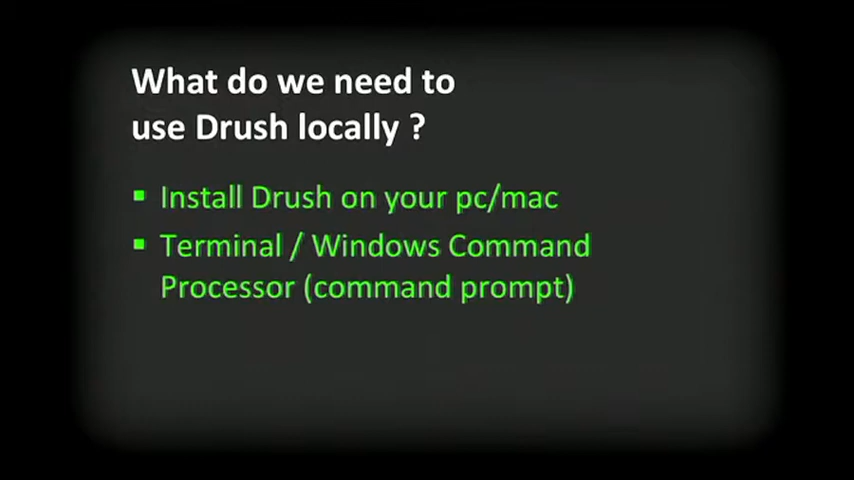 What do we need to
use Drush locally ?
▪ Install Drush on your pc/mac
▪ Terminal / Windows Command
Processor (command prompt)